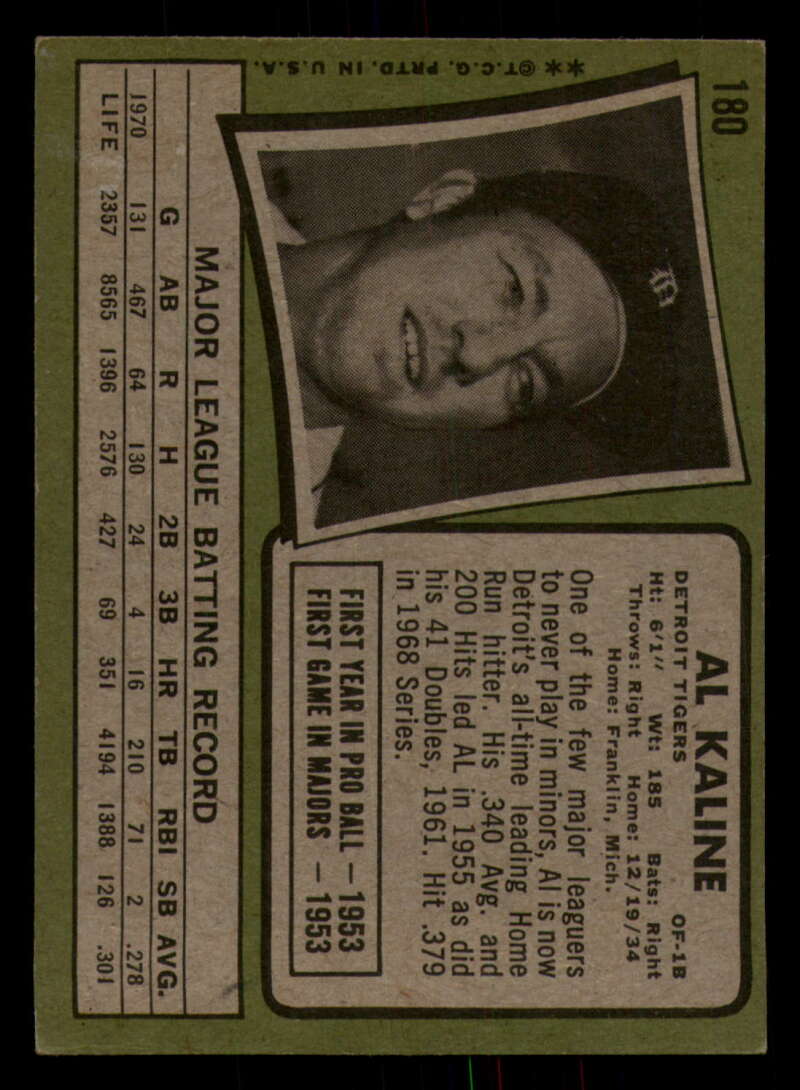 180
**©T.C.G. PRTD. IN U.S.A.
AL KALINE
DETROIT TIGERS OF-1B
Ht: 6'1" Wt: 185 Bats: Right
Throws: Right Home: 12/19/34
Home: Franklin, Mich.
One of the few major leaguers
to never play in minors, Al is now
Detroit's all-time leading Home
Run hitter. His .340 Avg. and
200 Hits led AL in 1955 as did
his 41 Doubles, 1961. Hit .379
in 1968 Series.
FIRST YEAR IN PRO BALL — 1953
FIRST GAME IN MAJORS — 1953
MAJOR LEAGUE BATTING RECORD
G AB R H 2B 3B HR TB RBI SB AVG.
1970 131 467 64 130 24 4 16 210 71 2 .278
LIFE 2357 8565 1396 2576 427 69 351 4194 1388 126 .301